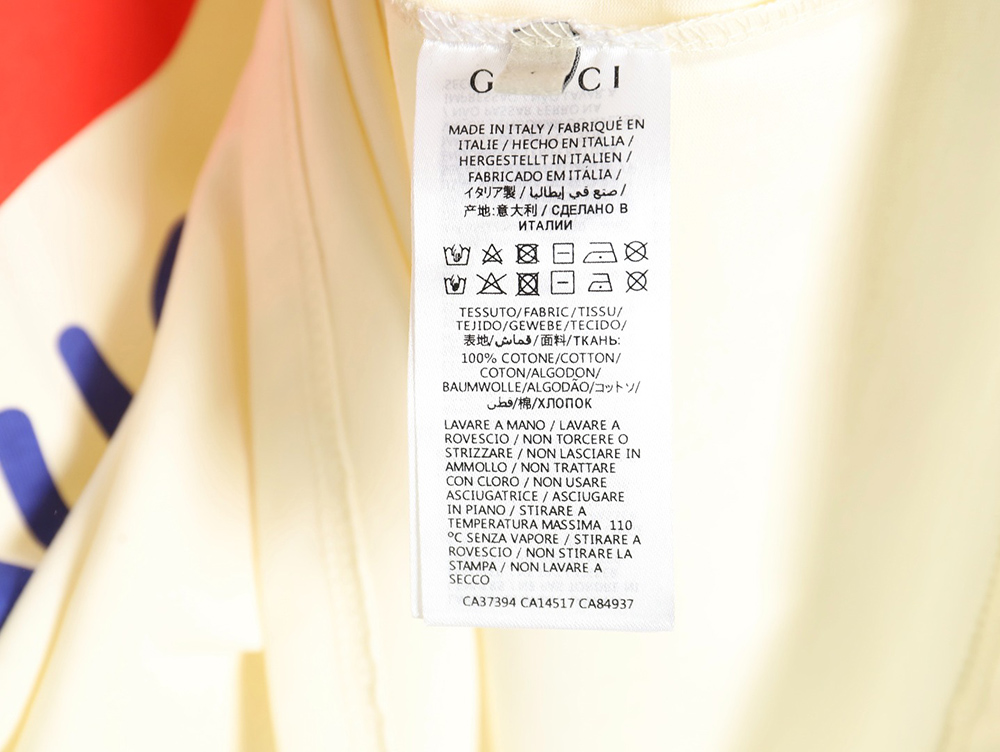 G CI
MADE IN ITALY / FABRIQUÉ EN
ITALIE / HECHO EN ITALIA /
HERGESTELLT IN ITALIEN /
FABRICADO EM ITÁLIA /
イタリア製 / صنع في إيطاليا /
产地:意大利 / СДЕЛАНО В
ИТАЛИИ
TESSUTO/FABRIC/TISSU/
TEJIDO/GEWEBE/TECIDO/
表地/قماش/面料/ТКАНЬ:
100% COTONE/COTTON/
COTON/ALGODON/
BAUMWOLLE/ALGODÃO/コットソ/
قطن/棉/ХЛОПОК
LAVARE A MANO / LAVARE A
ROVESCIO / NON TORCERE O
STRIZZARE / NON LASCIARE IN
AMMOLLO / NON TRATTARE
CON CLORO / NON USARE
ASCIUGATRICE / ASCIUGARE
IN PIANO / STIRARE A
TEMPERATURA MASSIMA 110
°C SENZA VAPORE / STIRARE A
ROVESCIO / NON STIRARE LA
STAMPA / NON LAVARE A
SECCO
CA37394 CA14517 CA84937